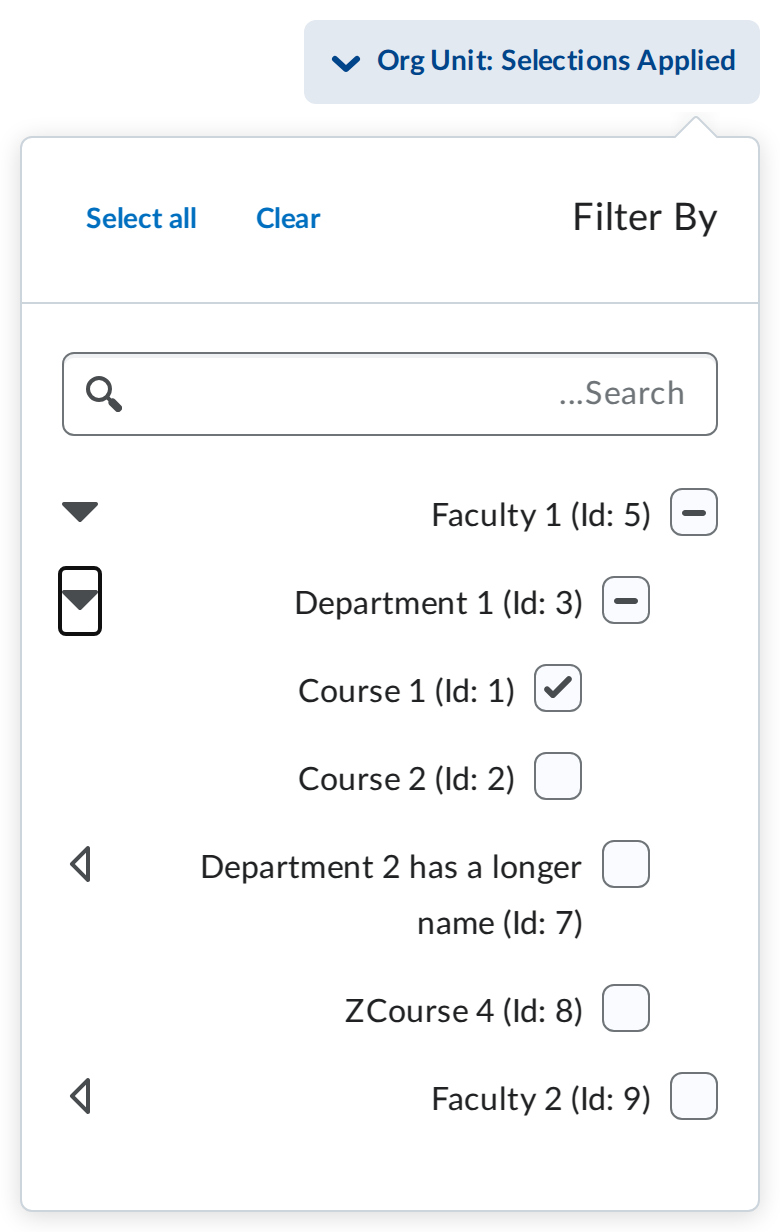 Org Unit: Selections Applied
Filter By
Clear
Select all
...Search
Faculty 1 (Id: 5)
Department 1 (Id: 3)
Course 1 (Id: 1)
Course 2 (Id: 2)
Department 2 has a longer
name (Id: 7)
ZCourse 4 (Id: 8)
Faculty 2 (Id: 9)